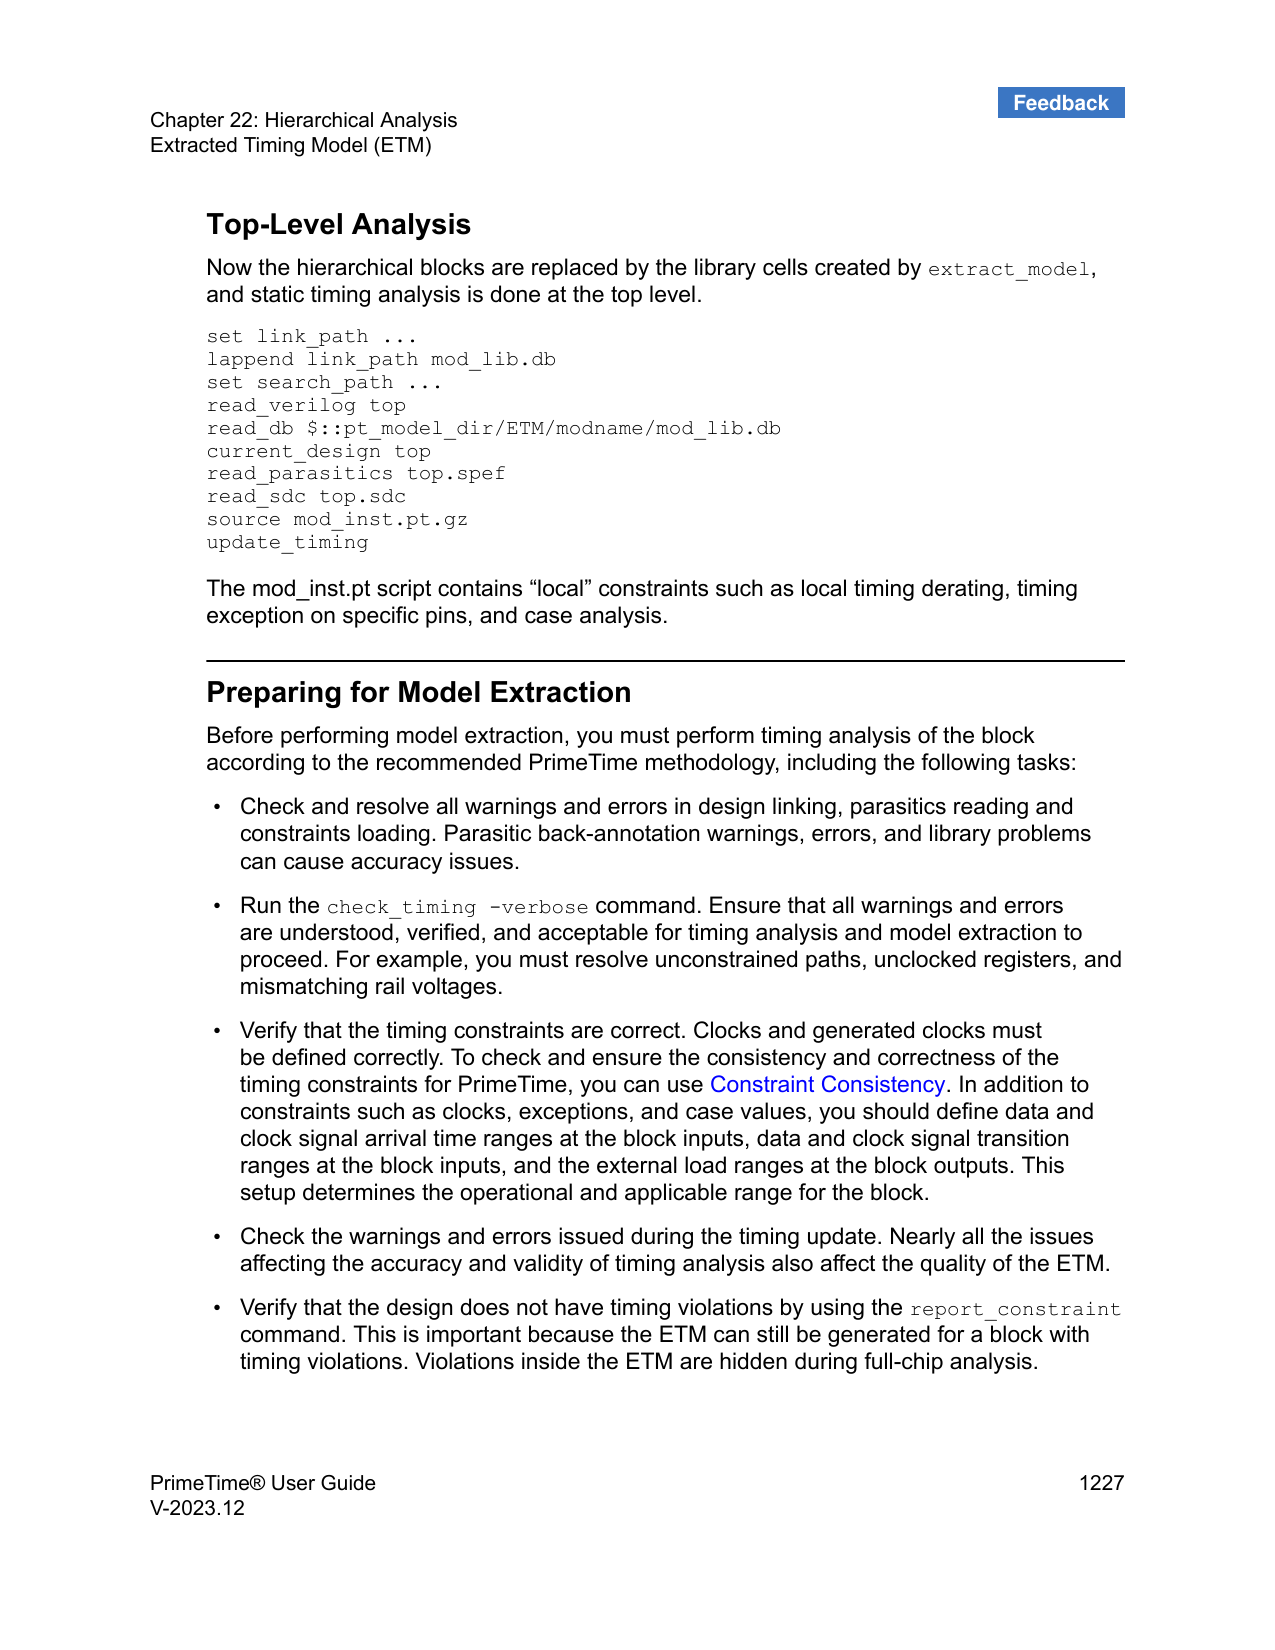 Feedback
Chapter 22: Hierarchical Analysis
Extracted Timing Model (ETM)
Top-Level Analysis
Now the hierarchical blocks are replaced by the library cells created by extract_model,
and static timing analysis is done at the top level.
set link_path ...
lappend link_path mod_lib.db
set search_path ...
read_verilog top
read_db $::pt_model_dir/ETM/modname/mod_lib.db
current_design top
read_parasitics top.spef
read_sdc top.sdc
source mod_inst.pt.gz
update_timing
The mod_inst.pt script contains “local” constraints such as local timing derating, timing
exception on specific pins, and case analysis.
Preparing for Model Extraction
Before performing model extraction, you must perform timing analysis of the block
according to the recommended PrimeTime methodology, including the following tasks:
• Check and resolve all warnings and errors in design linking, parasitics reading and
constraints loading. Parasitic back-annotation warnings, errors, and library problems
can cause accuracy issues.
• Run the check_timing -verbose command. Ensure that all warnings and errors
are understood, verified, and acceptable for timing analysis and model extraction to
proceed. For example, you must resolve unconstrained paths, unclocked registers, and
mismatching rail voltages.
• Verify that the timing constraints are correct. Clocks and generated clocks must
be defined correctly. To check and ensure the consistency and correctness of the
timing constraints for PrimeTime, you can use Constraint Consistency. In addition to
constraints such as clocks, exceptions, and case values, you should define data and
clock signal arrival time ranges at the block inputs, data and clock signal transition
ranges at the block inputs, and the external load ranges at the block outputs. This
setup determines the operational and applicable range for the block.
• Check the warnings and errors issued during the timing update. Nearly all the issues
affecting the accuracy and validity of timing analysis also affect the quality of the ETM.
• Verify that the design does not have timing violations by using the report_constraint
command. This is important because the ETM can still be generated for a block with
timing violations. Violations inside the ETM are hidden during full-chip analysis.
PrimeTime® User Guide
V-2023.12
1227